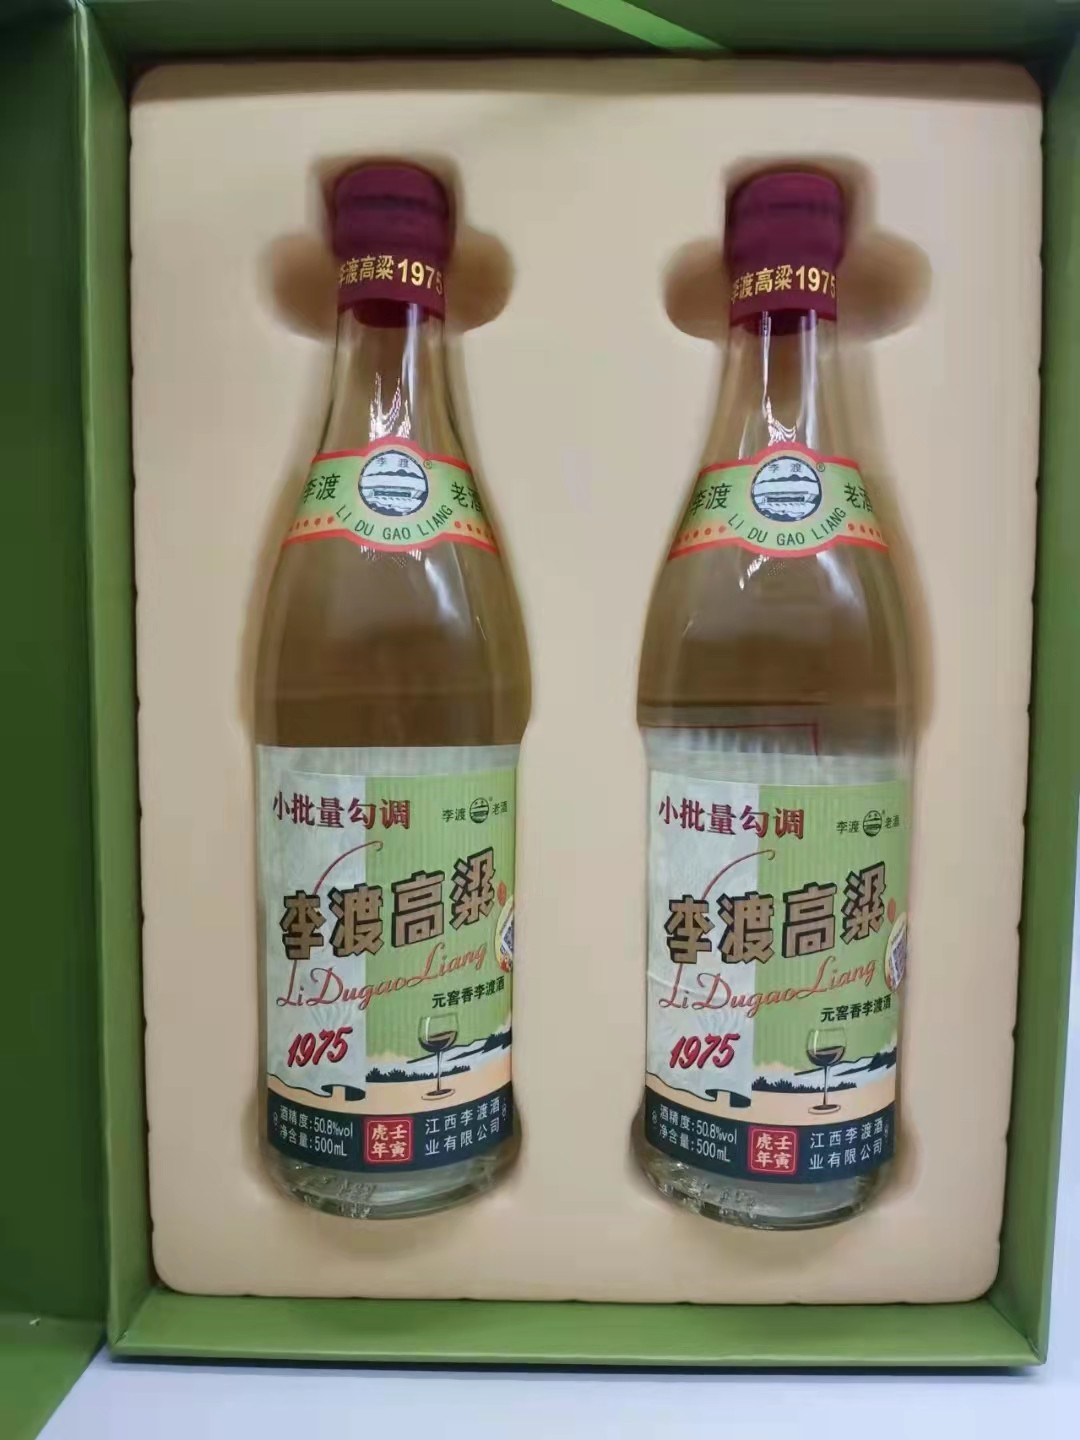 李渡高粱1975
李渡高粱1975
李渡
李渡
®
老酒
LI DU GAO LIANG
李渡
李渡
®
老酒
LI DU GAO LIANG
小批量勾调
李渡
老酒
李渡高粱
Li Dugao Liang
元窖香李渡酒
1975
酒精度:50.8%vol
净含量:500mL
壬寅
虎年
江西李渡酒
业有限公司
小批量勾调
李渡
老酒
李渡高粱
Li Dugao Liang
元窖香李渡酒
1975
酒精度:50.8%vol
净含量:500mL
壬寅
虎年
江西李渡酒
业有限公司